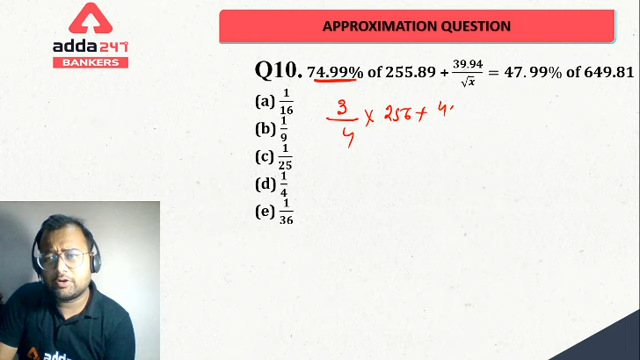 APPROXIMATION QUESTION
adda247
BANKERS
Q10. 74.99% of 255.89 + 39.94/√x = 47.99% of 649.81
(a) 1/16
(b) 1/9
(c) 1/25
(d) 1/4
(e) 1/36
3/4 × 256 + 4
adda